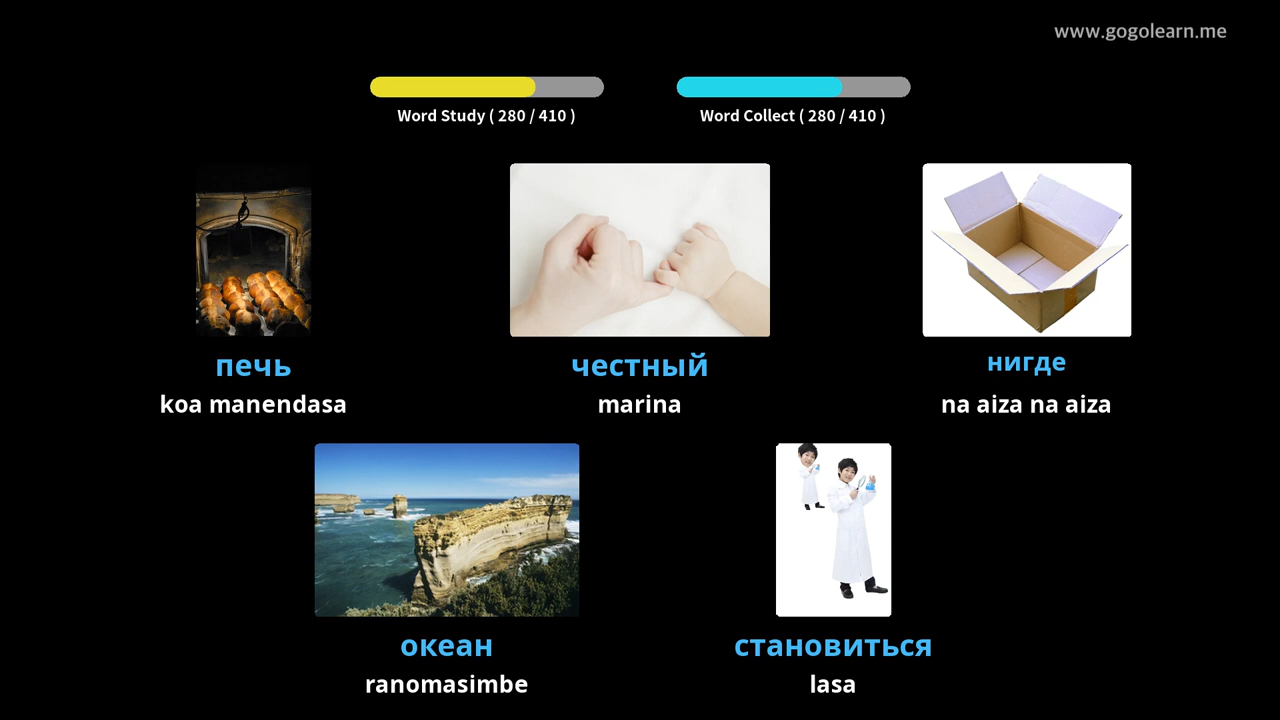 www.gogolearn.me
Word Study ( 280 / 410 )
Word Collect ( 280 / 410 )
печь
koa manendasa
честный
marina
нигде
na aiza na aiza
океан
ranomasimbe
становиться
lasa